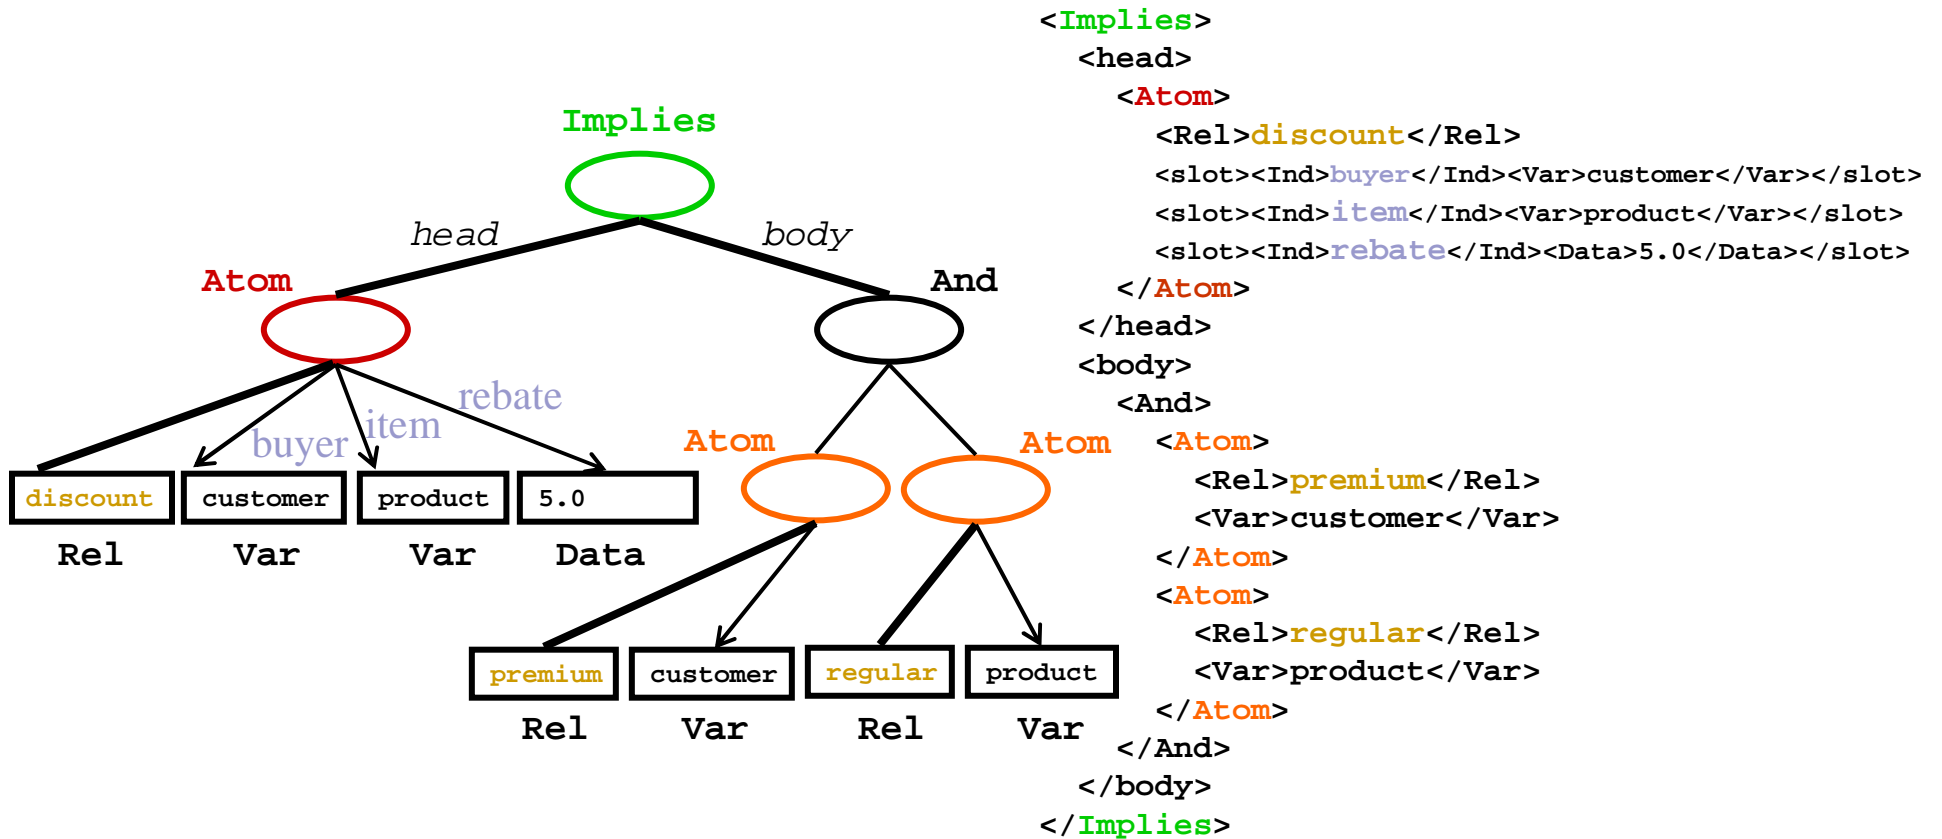 Implies
head body
Atom And
rebate
item
buyer
Atom Atom
discount customer product 5.0
Rel Var Var Data
premium customer regular product
Rel Var Rel Var
<Implies>
<head>
<Atom>
<Rel>discount</Rel>
<slot><Ind>buyer</Ind><Var>customer</Var></slot>
<slot><Ind>item</Ind><Var>product</Var></slot>
<slot><Ind>rebate</Ind><Data>5.0</Data></slot>
</Atom>
</head>
<body>
<And>
<Atom>
<Rel>premium</Rel>
<Var>customer</Var>
</Atom>
<Atom>
<Rel>regular</Rel>
<Var>product</Var>
</Atom>
</And>
</body>
</Implies>